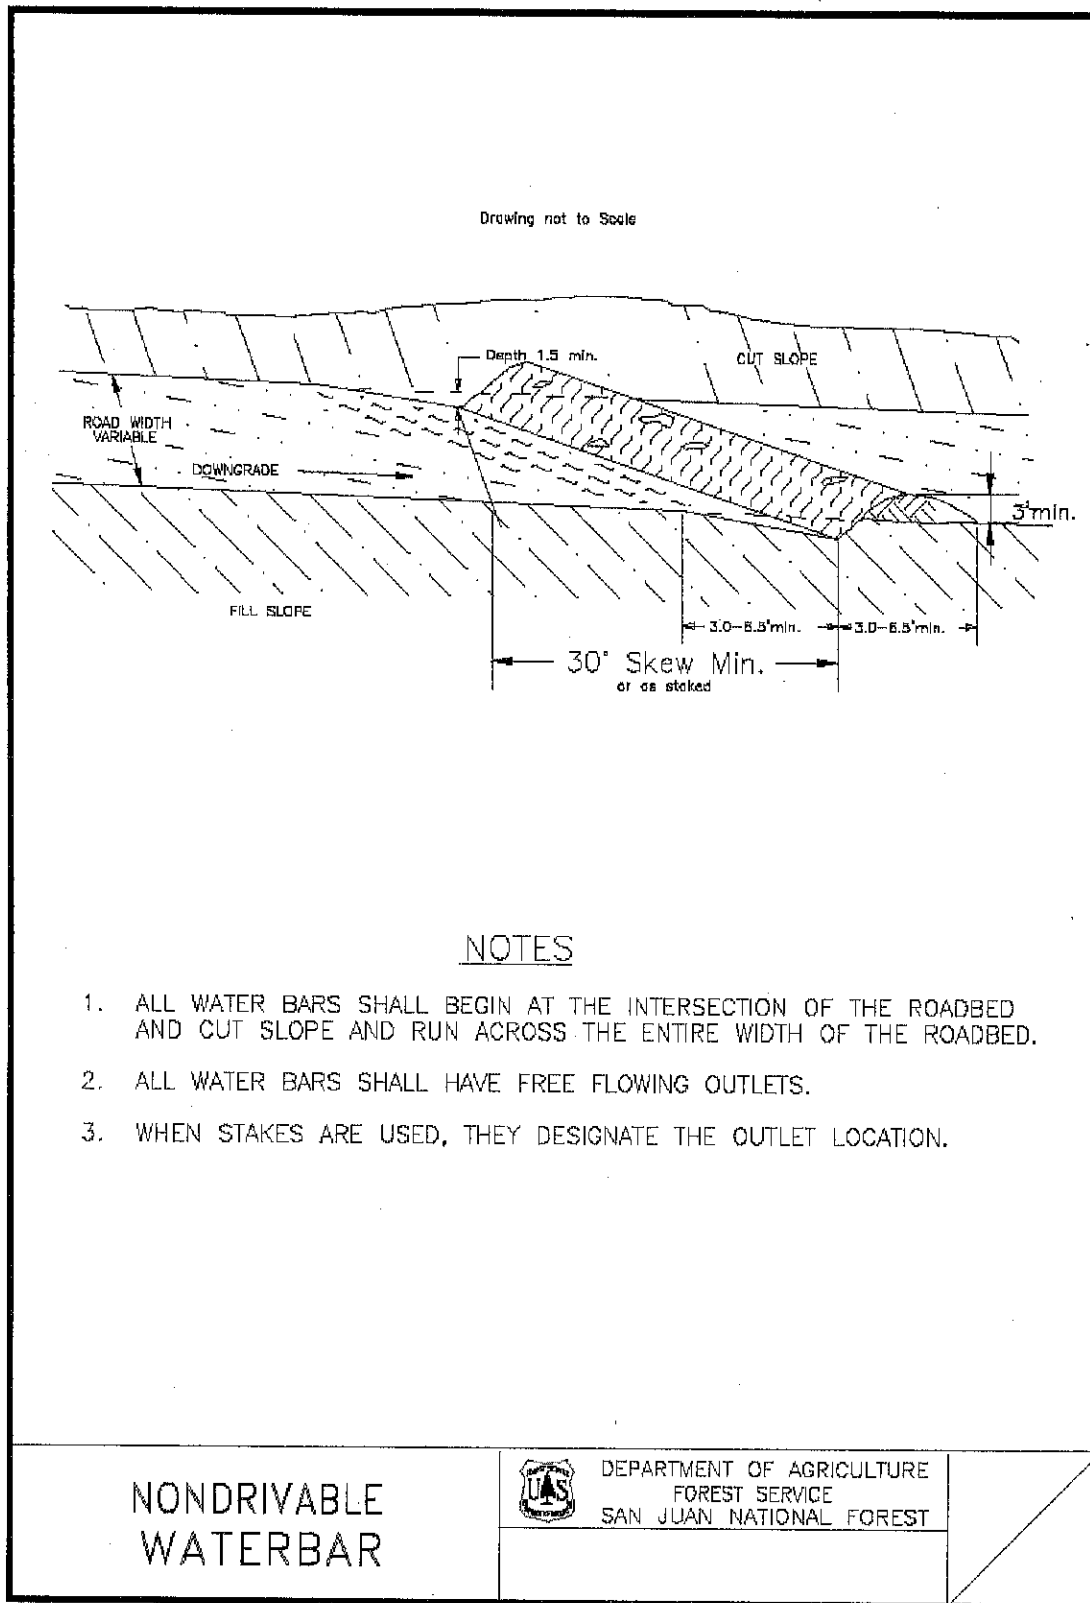 Drawing not to Scale
Depth 1.5 min.
CUT SLOPE
ROAD WIDTH
VARIABLE
DOWNGRADE
3'min.
FILL SLOPE
3.0-6.5'min.
3.0-6.5'min.
30° Skew Min.
or as staked
NOTES
1. ALL WATER BARS SHALL BEGIN AT THE INTERSECTION OF THE ROADBED
AND CUT SLOPE AND RUN ACROSS THE ENTIRE WIDTH OF THE ROADBED.
2. ALL WATER BARS SHALL HAVE FREE FLOWING OUTLETS.
3. WHEN STAKES ARE USED, THEY DESIGNATE THE OUTLET LOCATION.
NONDRIVABLE
WATERBAR
UAS
DEPARTMENT OF AGRICULTURE
FOREST SERVICE
SAN JUAN NATIONAL FOREST